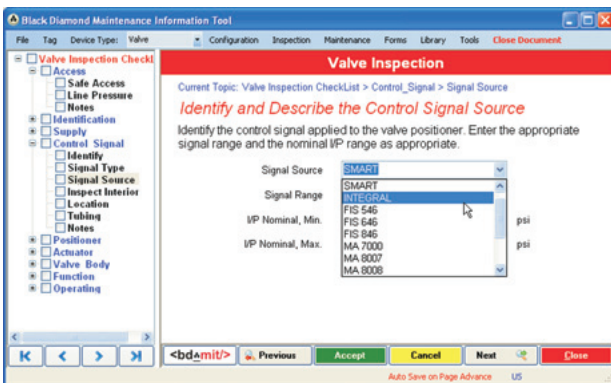 Black Diamond Maintenance Information Tool
File Tag Device Type: Valve Configuration Inspection Maintenance Forms Library Tools Close Document
Valve Inspection Checkl
Access
Safe Access
Line Pressure
Notes
Identification
Supply
Control Signal
Identify
Signal Type
Signal Source
Inspect Interior
Location
Tubing
Notes
Positioner
Actuator
Valve Body
Function
Operating
Valve Inspection
Current Topic: Valve Inspection CheckList > Control_Signal > Signal Source
Identify and Describe the Control Signal Source
Identify the control signal applied to the valve positioner. Enter the appropriate
signal range and the nominal I/P range as appropriate.
Signal Source SMART
SMART
Signal Range INTEGRAL
FIS 546
I/P Nominal, Min. FIS 646 psi
FIS 846
I/P Nominal, Max. MA 7000 psi
MA 8007
MA 8008
<bdmit/> Previous Accept Cancel Next Close
Auto Save on Page Advance US